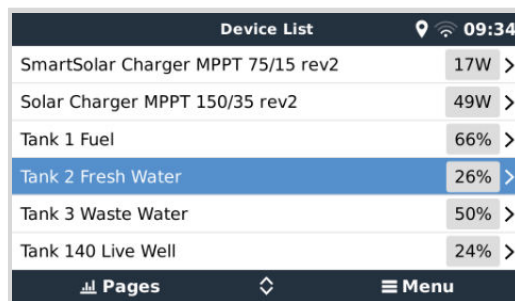 Device List 09:34
SmartSolar Charger MPPT 75/15 rev2 17W
Solar Charger MPPT 150/35 rev2 49W
Tank 1 Fuel 66%
Tank 2 Fresh Water 26%
Tank 3 Waste Water 50%
Tank 140 Live Well 24%
Pages Menu